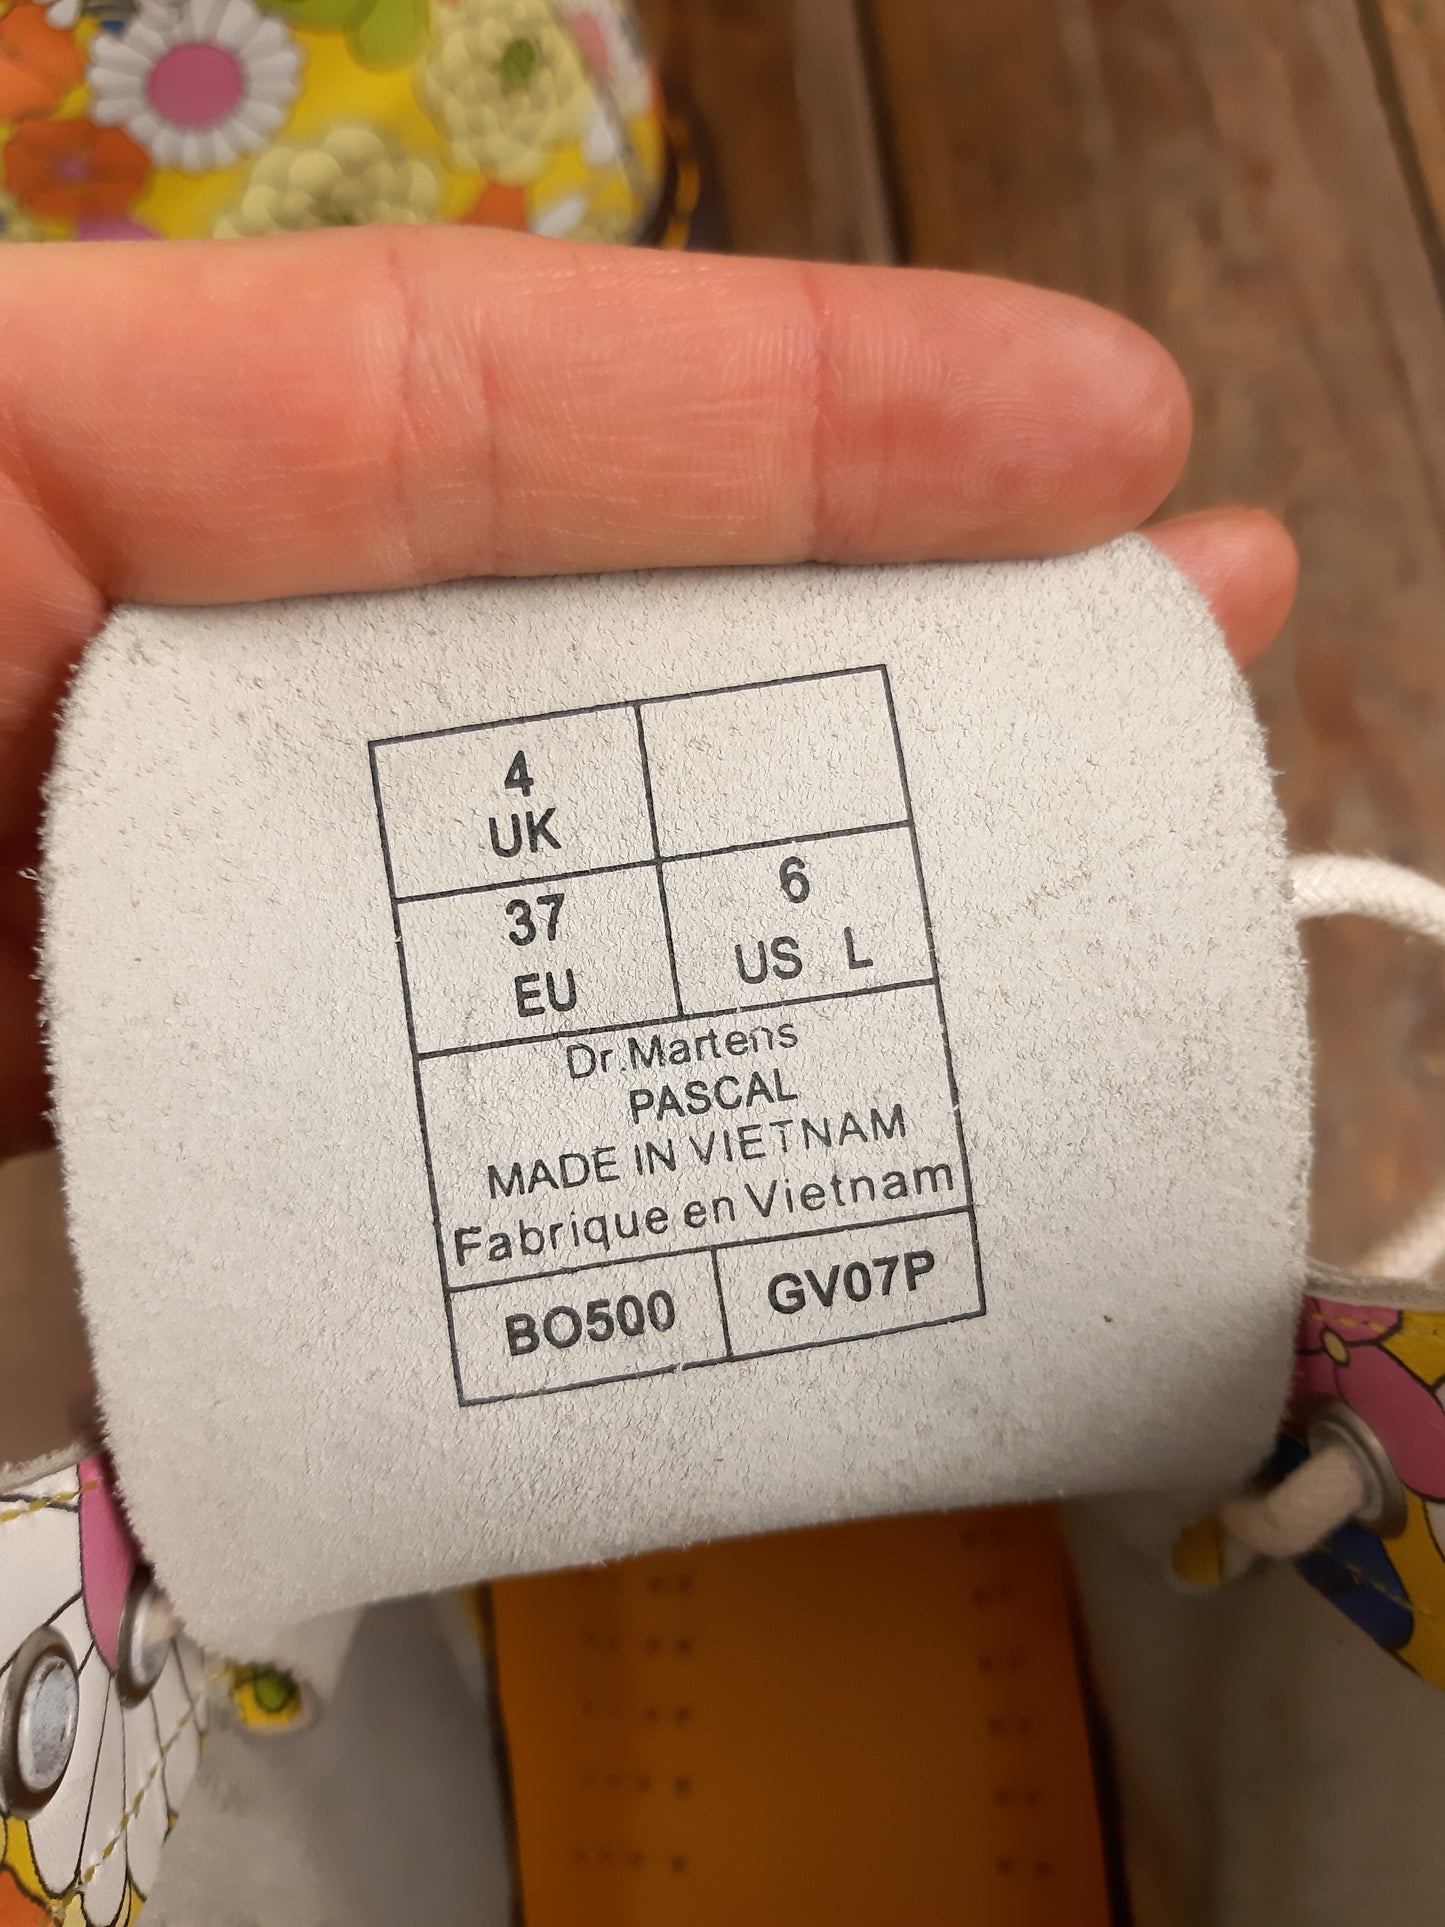 4
UK
37
EU
6
US L
Dr.Martens
PASCAL
MADE IN VIETNAM
Fabrique en Vietnam
BO500
GV07P